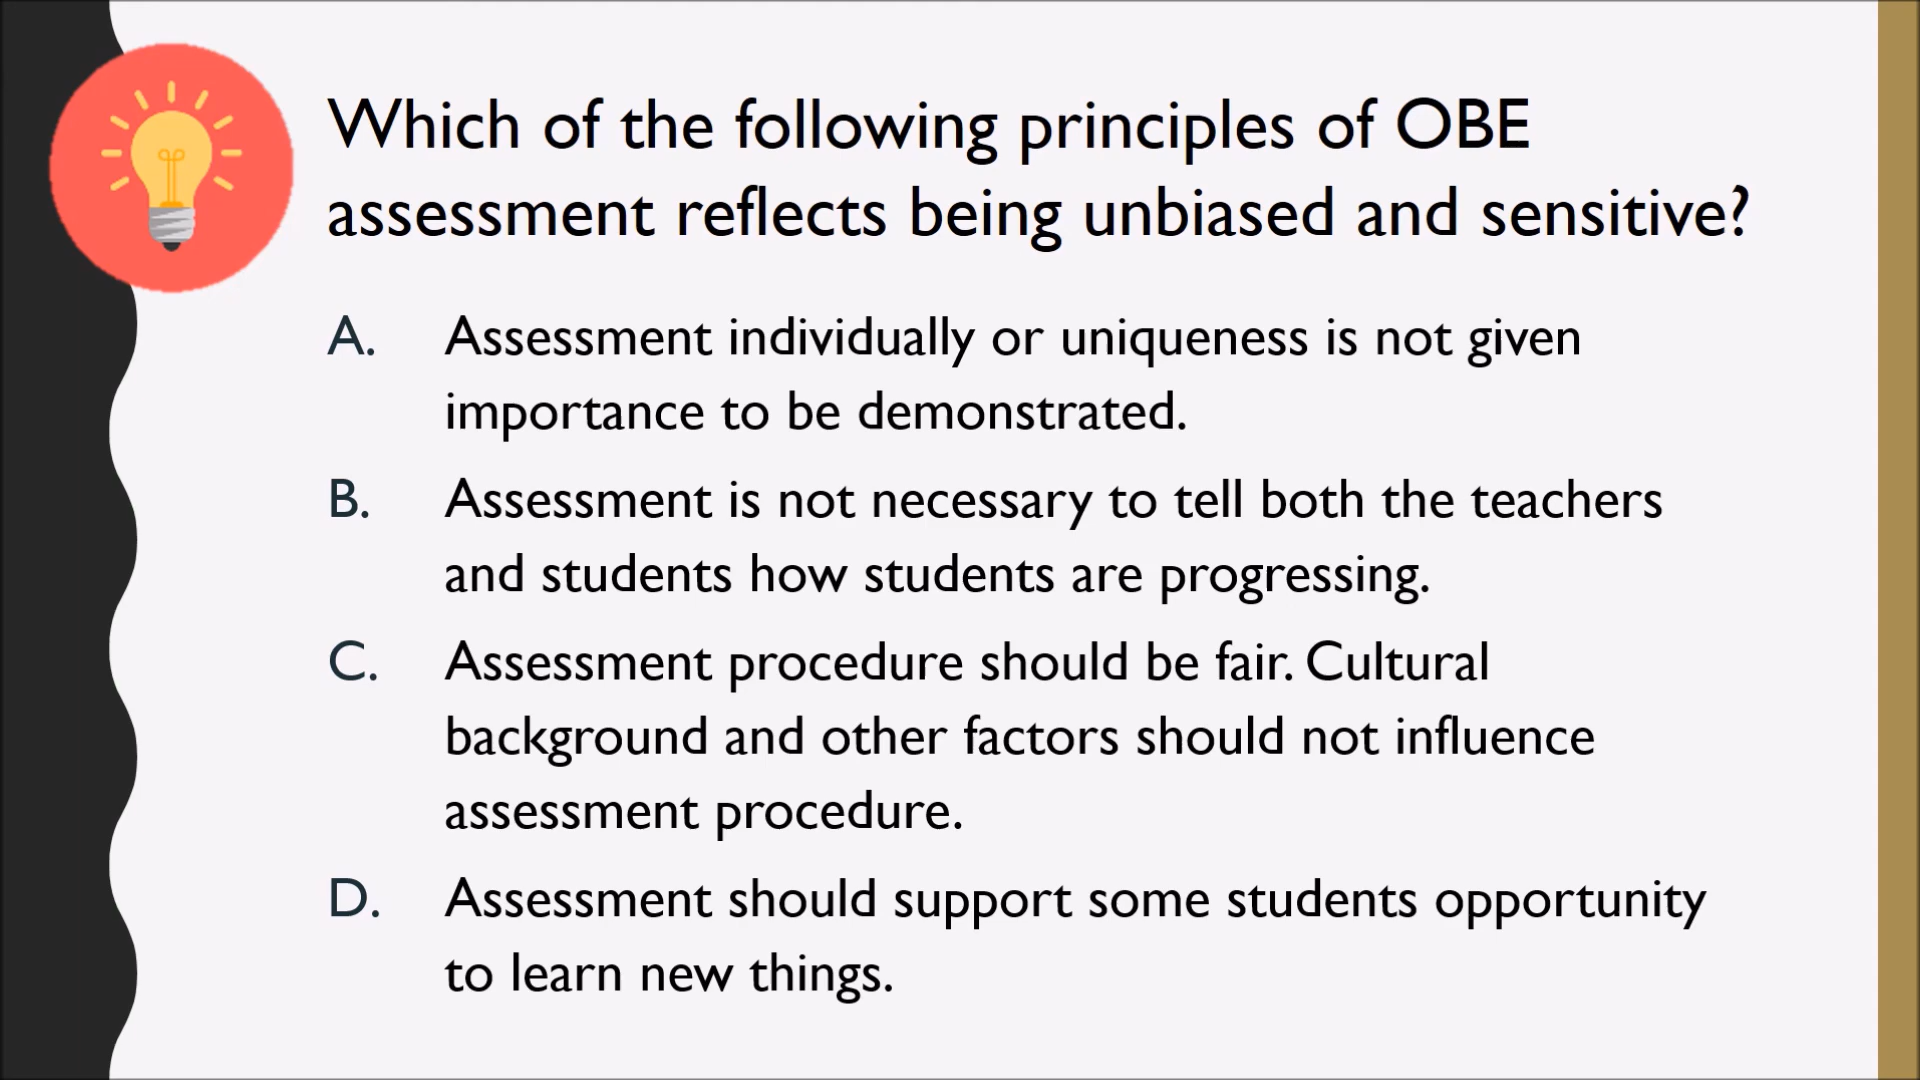 Which of the following principles of OBE
assessment reflects being unbiased and sensitive?
A. Assessment individually or uniqueness is not given
importance to be demonstrated.
B. Assessment is not necessary to tell both the teachers
and students how students are progressing.
C. Assessment procedure should be fair. Cultural
background and other factors should not influence
assessment procedure.
D. Assessment should support some students opportunity
to learn new things.